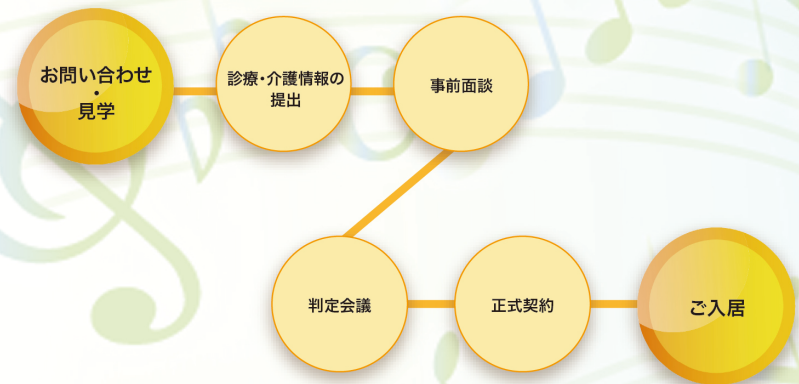 お問い合わせ
・
見学
診療・介護情報の
提出
事前面談
判定会議
正式契約
ご入居